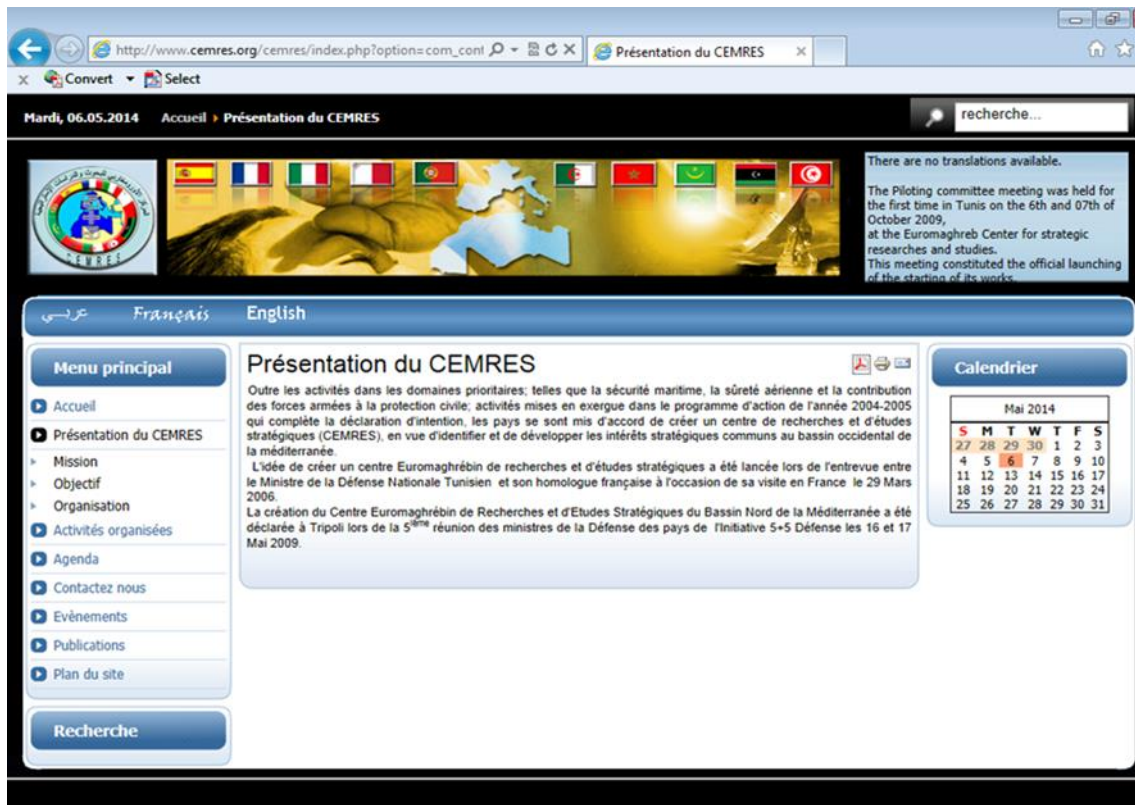 http://www.cemres.org/cemres/index.php?option=com_cont
Présentation du CEMRES
Convert
Select
Mardi, 06.05.2014 Accueil Présentation du CEMRES
recherche...
CEMRES
There are no translations available.
The Piloting committee meeting was held for
the first time in Tunis on the 6th and 07th of
October 2009,
at the Euromaghreb Center for strategic
researches and studies.
This meeting constituted the official launching
of the starting of its works.
عربي Français English
Menu principal
Accueil
Présentation du CEMRES
Mission
Objectif
Organisation
Activités organisées
Agenda
Contactez nous
Evènements
Publications
Plan du site
Recherche
Présentation du CEMRES
Outre les activités dans les domaines prioritaires; telles que la sécurité maritime, la sûreté aérienne et la contribution
des forces armées à la protection civile; activités mises en exergue dans le programme d'action de l'année 2004-2005
qui complète la déclaration d'intention, les pays se sont mis d'accord de créer un centre de recherches et d'études
stratégiques (CEMRES), en vue d'identifier et de développer les intérêts stratégiques communs au bassin occidental de
la méditerranée.
L'idée de créer un centre Euromaghrébin de recherches et d'études stratégiques a été lancée lors de l'entrevue entre
le Ministre de la Défense Nationale Tunisien et son homologue française à l'occasion de sa visite en France le 29 Mars
2006.
La création du Centre Euromaghrébin de Recherches et d'Etudes Stratégiques du Bassin Nord de la Méditerranée a été
déclarée à Tripoli lors de la 5ième réunion des ministres de la Défense des pays de l'Initiative 5+5 Défense les 16 et 17
Mai 2009.
Calendrier
Mai 2014
S M T W T F S
27 28 29 30 1 2 3
4 5 6 7 8 9 10
11 12 13 14 15 16 17
18 19 20 21 22 23 24
25 26 27 28 29 30 31